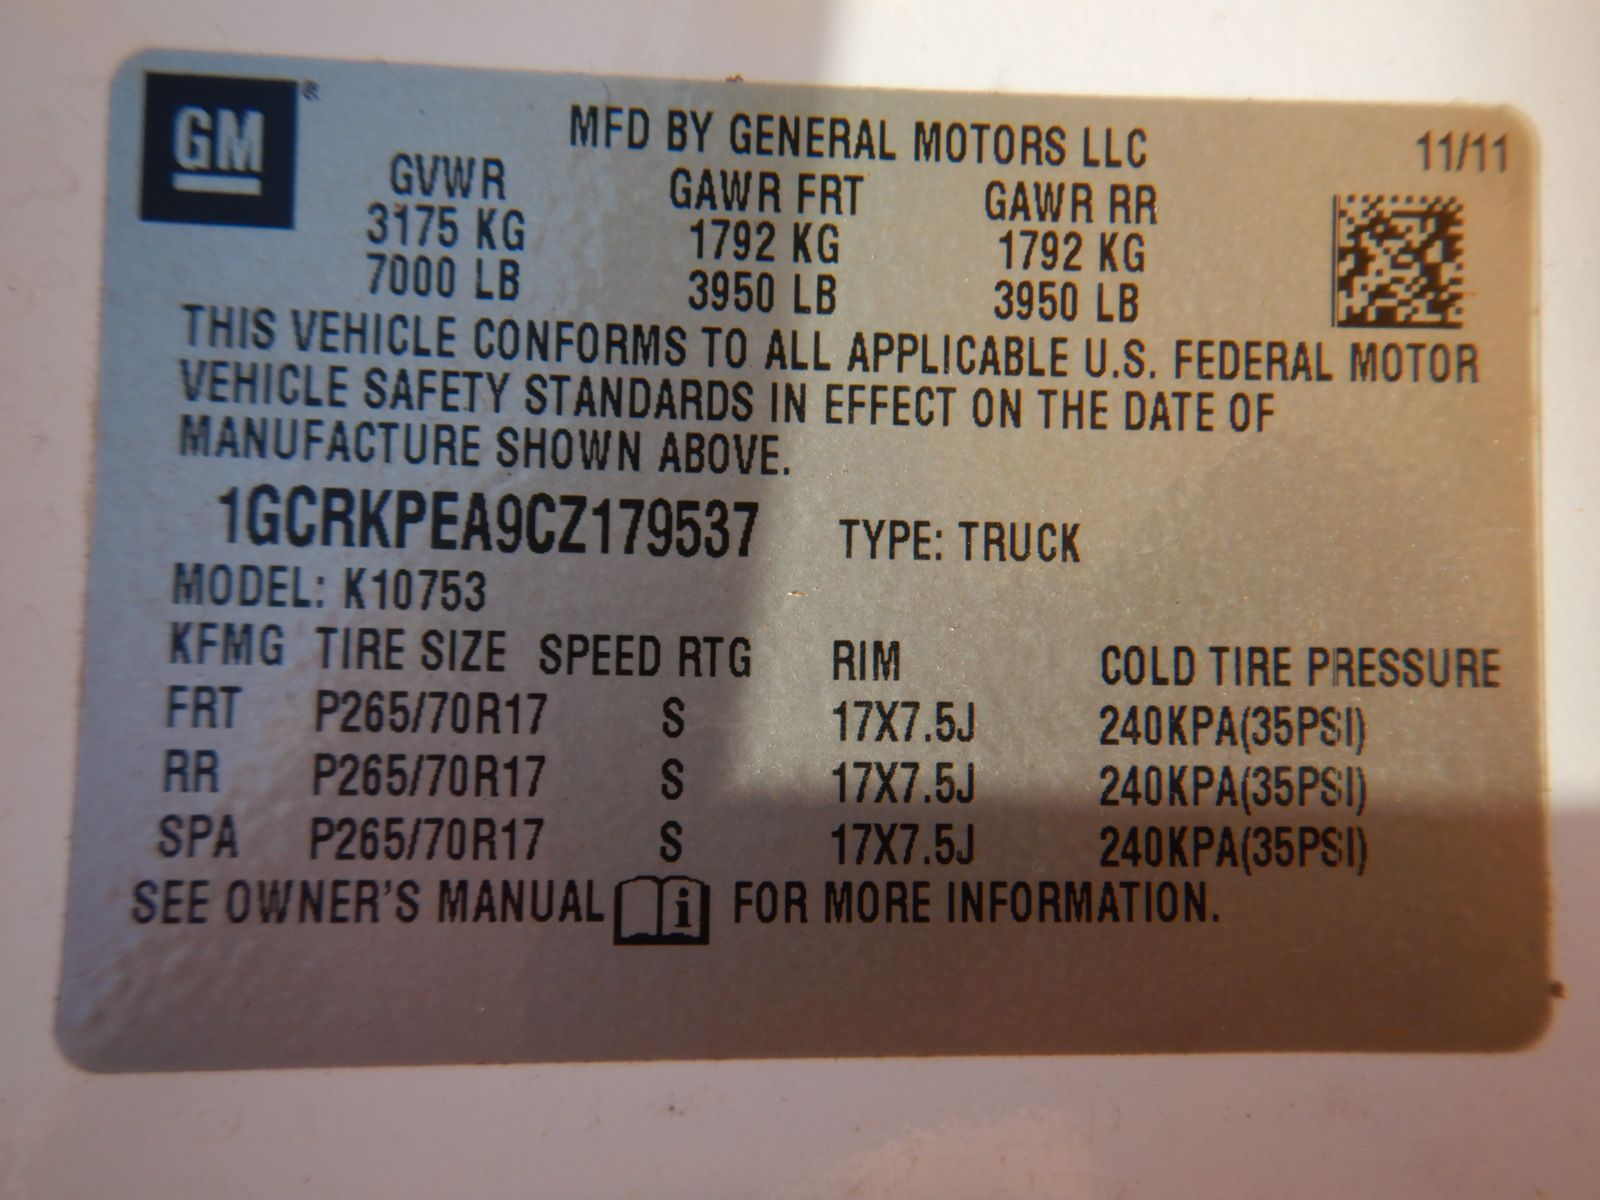 GM®
MFD BY GENERAL MOTORS LLC 11/11
GVWR GAWR FRT GAWR RR
3175 KG 1792 KG 1792 KG
7000 LB 3950 LB 3950 LB
THIS VEHICLE CONFORMS TO ALL APPLICABLE U.S. FEDERAL MOTOR
VEHICLE SAFETY STANDARDS IN EFFECT ON THE DATE OF
MANUFACTURE SHOWN ABOVE.
1GCRKPEA9CZ179537 TYPE: TRUCK
MODEL: K10753
KFMG TIRE SIZE SPEED RTG RIM COLD TIRE PRESSURE
FRT P265/70R17 S 17X7.5J 240KPA(35PSI)
RR P265/70R17 S 17X7.5J 240KPA(35PSI)
SPA P265/70R17 S 17X7.5J 240KPA(35PSI)
SEE OWNER'S MANUAL i FOR MORE INFORMATION.